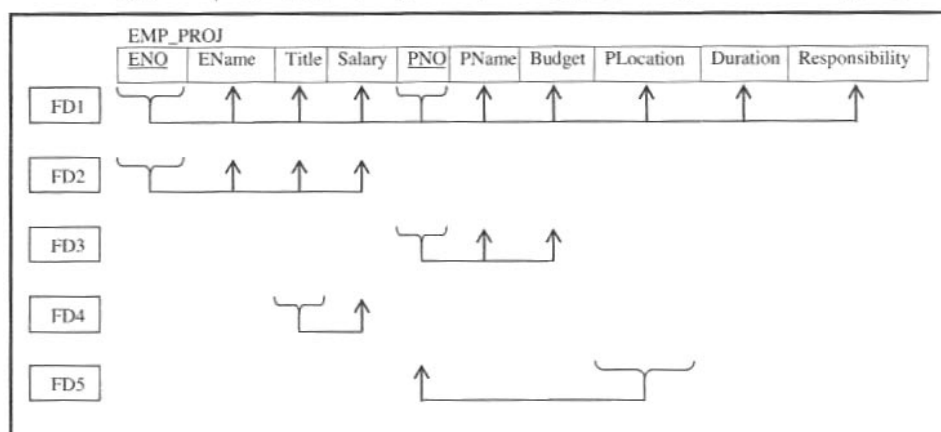 EMP_PROJ
ENO EName Title Salary PNO PName Budget PLocation Duration Responsibility
FD1
FD2
FD3
FD4
FD5